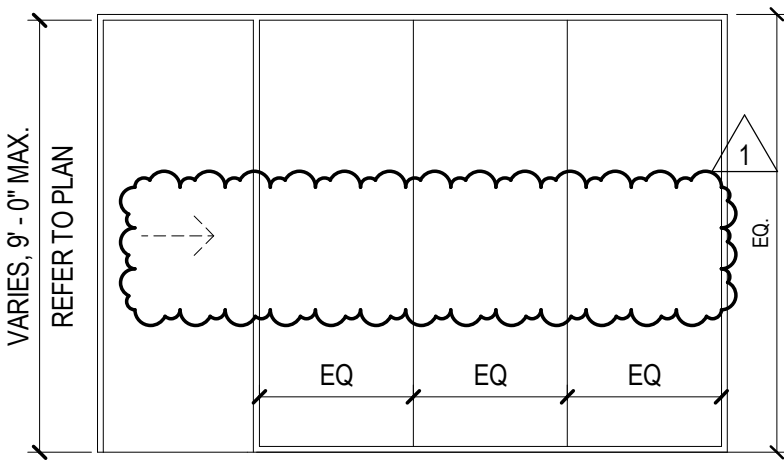 VARIES, 9' - 0" MAX.
REFER TO PLAN
1
EQ.
EQ
EQ
EQ